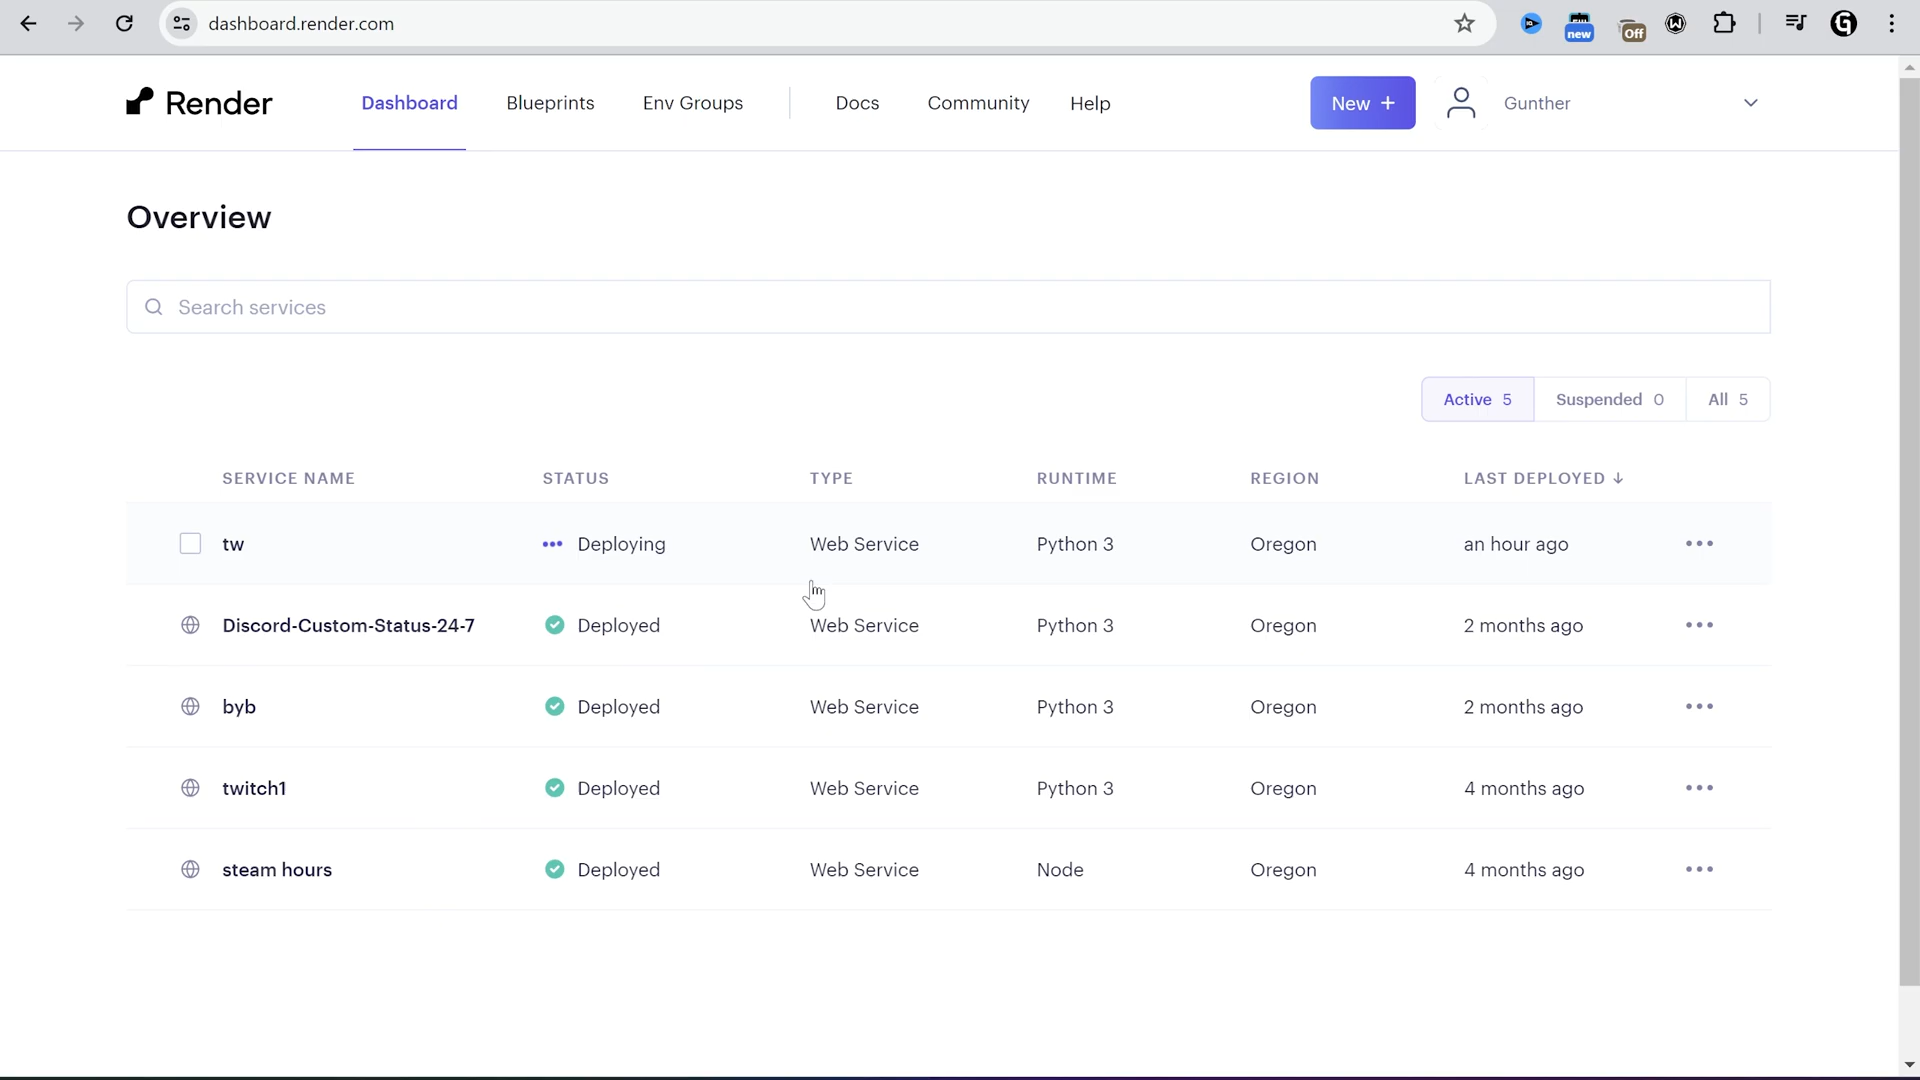 dashboard.render.com
new
Off
Render
Dashboard Blueprints Env Groups Docs Community Help New + Gunther
Overview
Search services
Active 5 Suspended 0 All 5
SERVICE NAME STATUS TYPE RUNTIME REGION LAST DEPLOYED ↓
tw ••• Deploying Web Service Python 3 Oregon an hour ago •••
Discord-Custom-Status-24-7 Deployed Web Service Python 3 Oregon 2 months ago •••
byb Deployed Web Service Python 3 Oregon 2 months ago •••
twitch1 Deployed Web Service Python 3 Oregon 4 months ago •••
steam hours Deployed Web Service Node Oregon 4 months ago •••